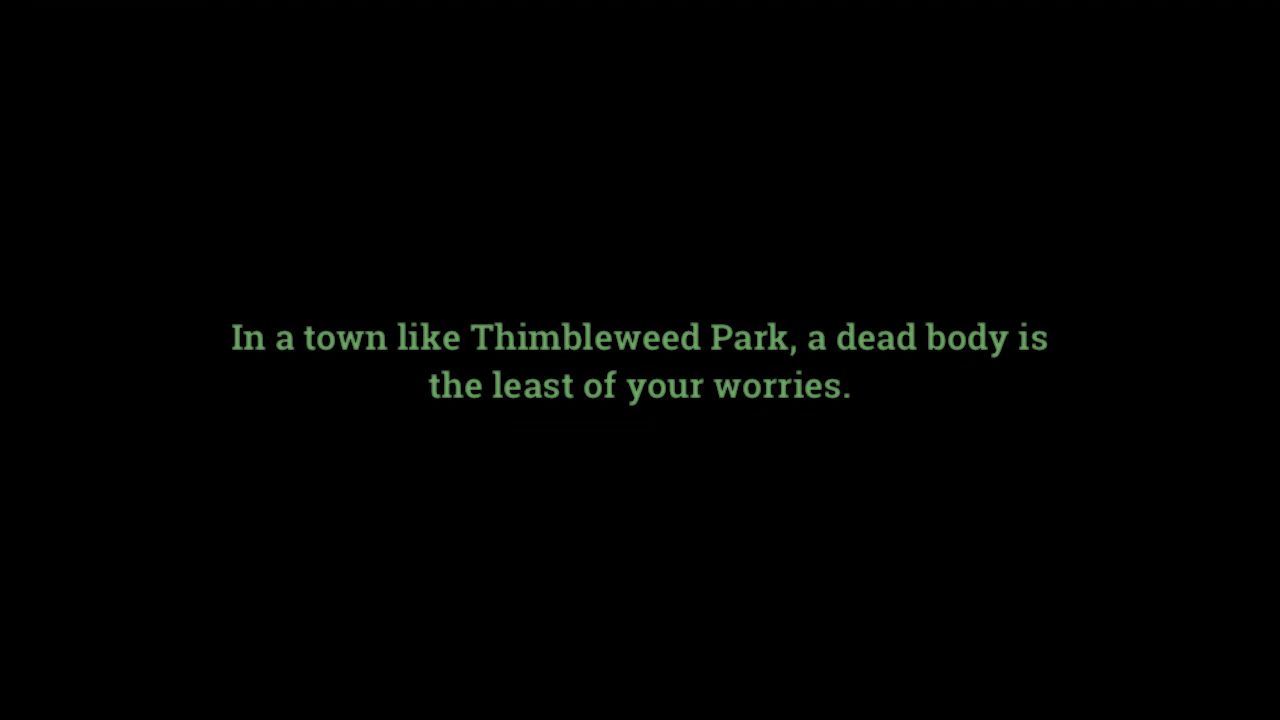 In a town like Thimbleweed Park, a dead body is
the least of your worries.